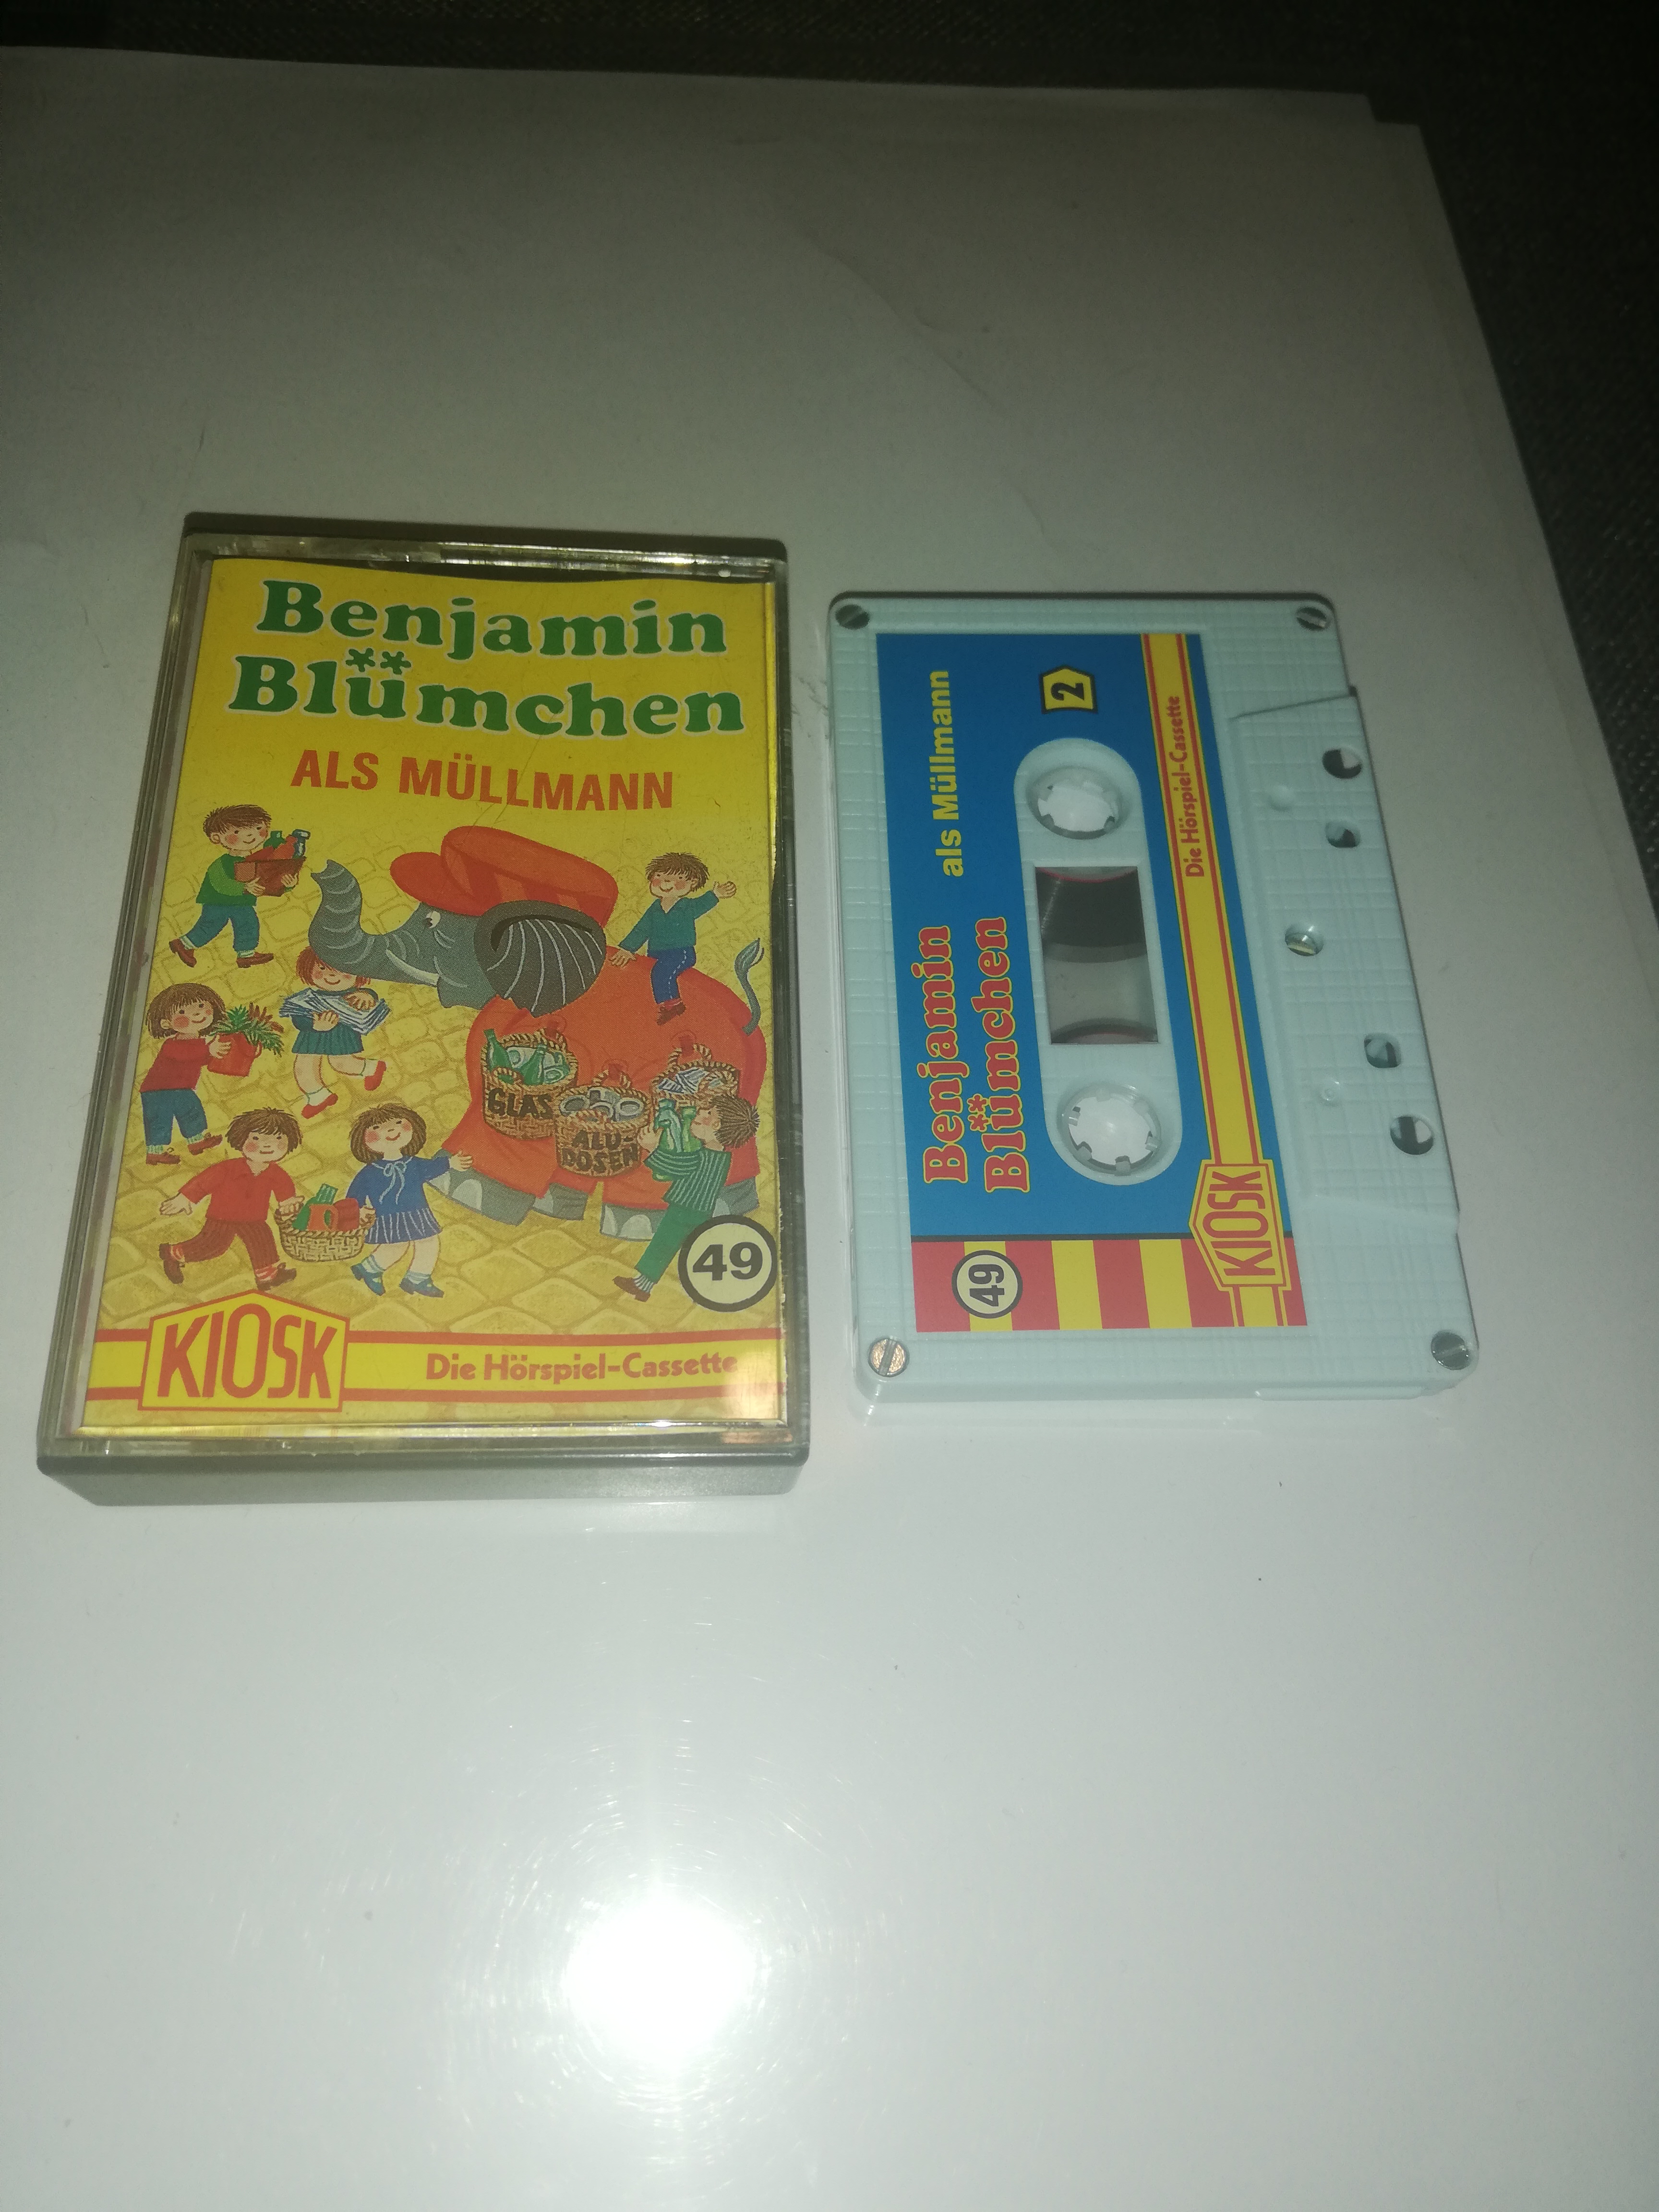 Benjamin
Blümchen
ALS MÜLLMANN
GLAS
ALU-
DOSEN
49
KIOSK
Die Hörspiel-Cassette
Benjamin
Blümchen
als Müllmann
2
49
KIOSK
Die Hörspiel-Cassette